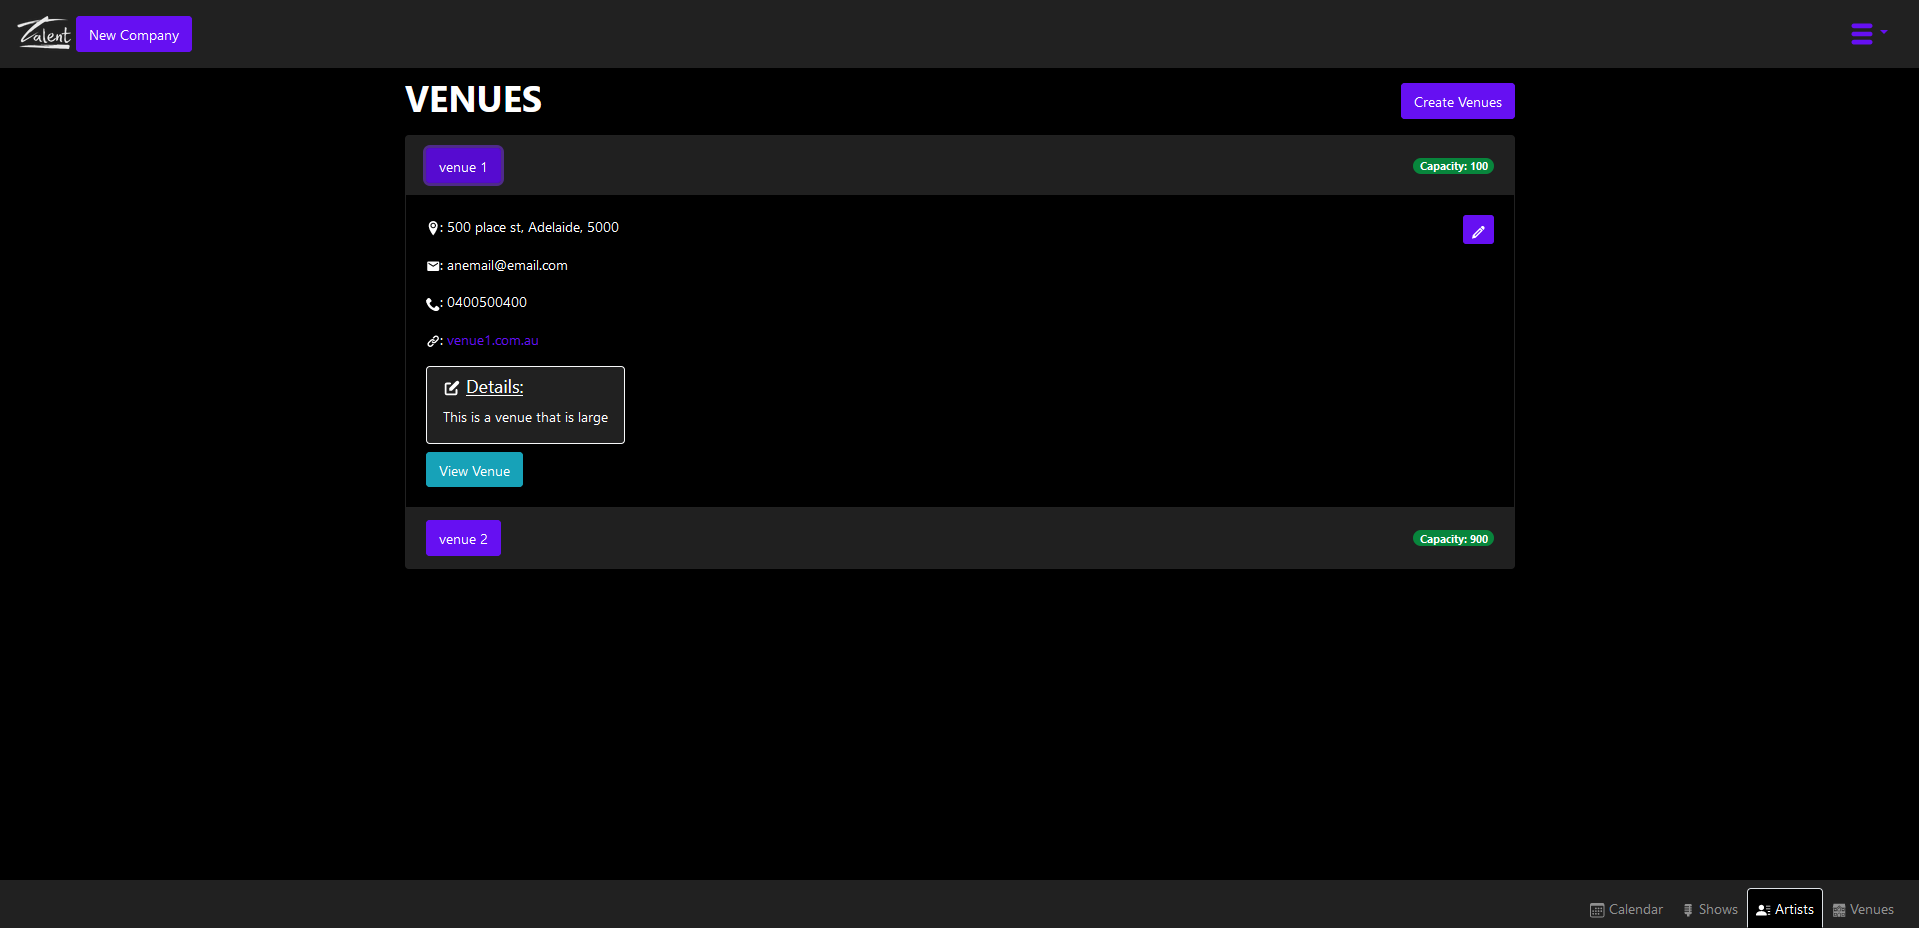 Zalent
New Company
VENUES
Create Venues
venue 1
Capacity: 100
: 500 place st, Adelaide, 5000
: anemail@email.com
: 0400500400
: venue1.com.au
Details:
This is a venue that is large
View Venue
venue 2
Capacity: 900
Calendar
Shows
Artists
Venues